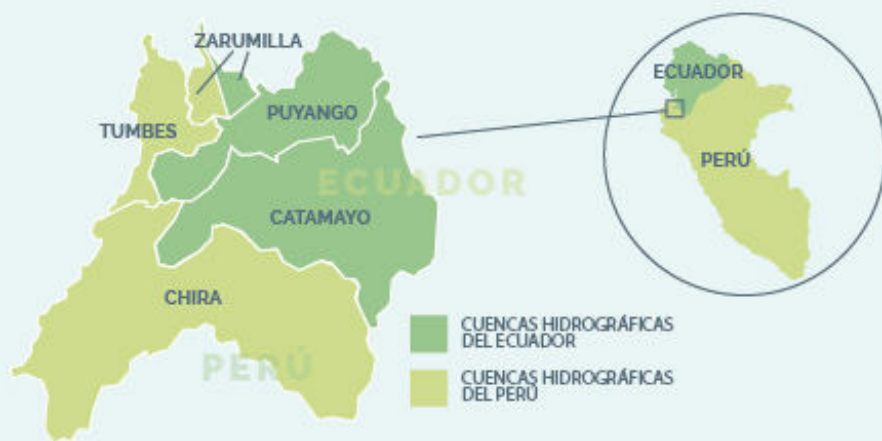 ZARUMILLA
TUMBES
PUYANGO
ECUADOR
CATAMAYO
CHIRA
PERÚ
ECUADOR
PERÚ
CUENCAS HIDROGRÁFICAS
DEL ECUADOR
CUENCAS HIDROGRÁFICAS
DEL PERÚ